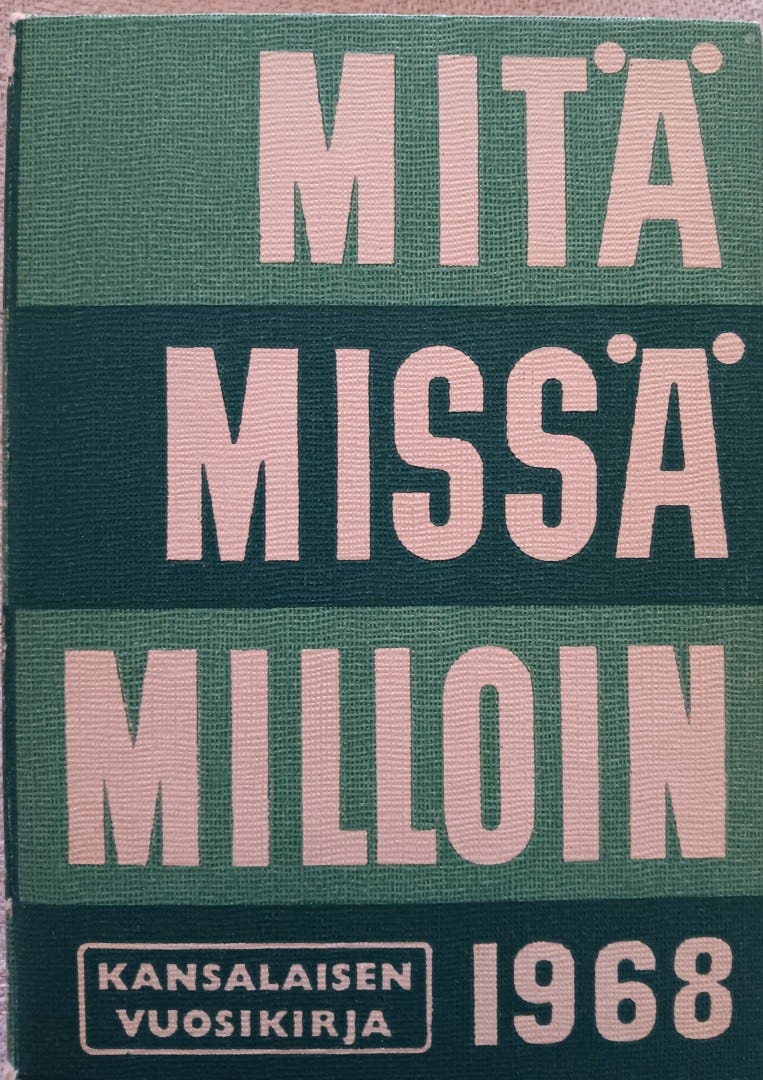 MITÄ
MISSÄ
MILLOIN
KANSALAISEN
VUOSIKIRJA
1968